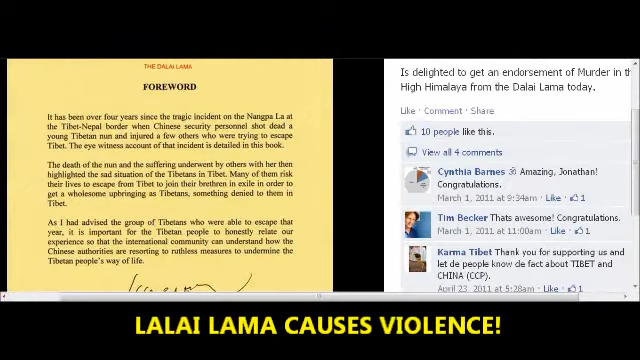 THE DALAI LAMA
FOREWORD
It has been over four years since the tragic incident on the Nangpa La at
the Tibet-Nepal border when Chinese security personnel shot dead a
young Tibetan nun and injured a few others who were trying to escape
Tibet. The eye witness account of that incident is detailed in this book.
The death of the nun and the suffering underwent by others with her then
highlighted the sad situation of the Tibetans in Tibet. Many of them risk
their lives to escape from Tibet to join their brethren in exile in order to
get a wholesome upbringing as Tibetans, something denied to them in
Tibet.
As I had advised the group of Tibetans who were able to escape that
year, it is important for the Tibetan people to honestly relate our
experience so that the international community can understand how the
Chinese authorities are resorting to ruthless measures to undermine the
Tibetan people's way of life.
Is delighted to get an endorsement of Murder in th
High Himalaya from the Dalai Lama today.
Like · Comment · Share
10 people like this.
View all 4 comments
Cynthia Barnes ॐ Amazing, Jonathan!
Congratulations.
March 1, 2011 at 9:34am · Like · 1
Tim Becker Thats awesome! Congratulations.
March 1, 2011 at 11:00am · Like · 1
Karma Tibet Thank you for supporting us and
let de people know de fact about TIBET and
CHINA (CCP).
April 23, 2011 at 5:28am · Like · 1
LALAI LAMA CAUSES VIOLENCE!